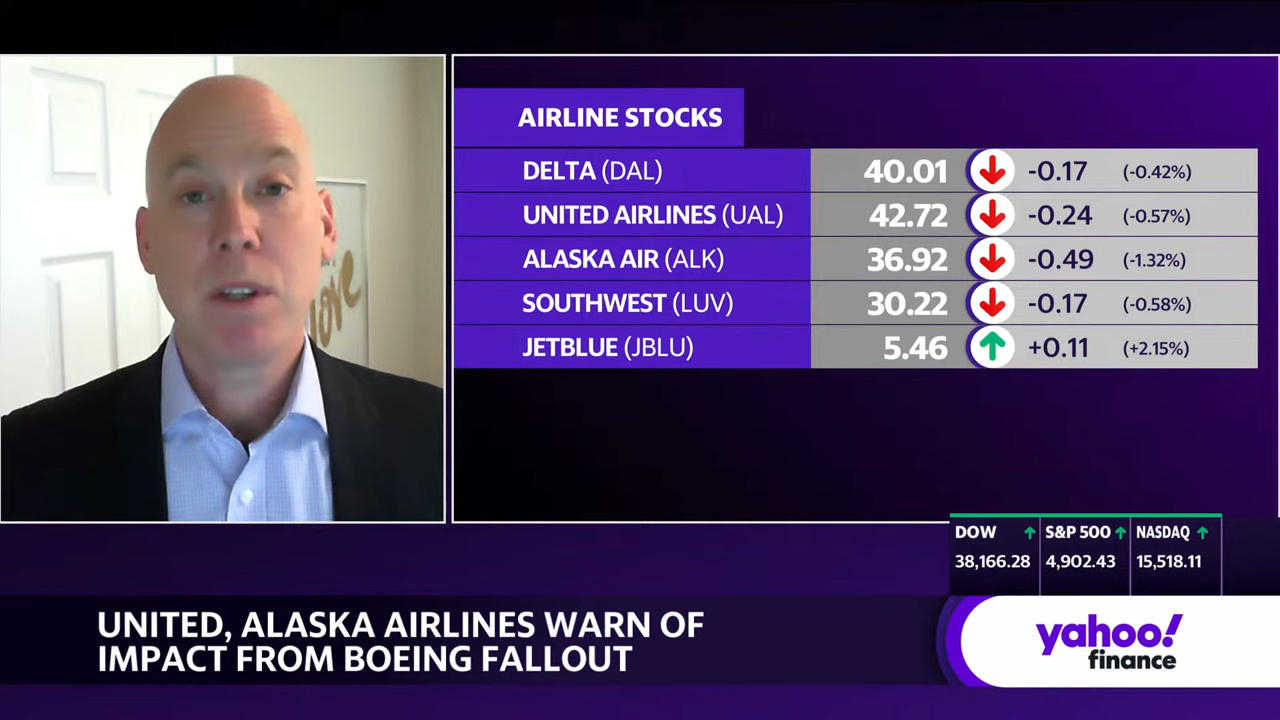 AIRLINE STOCKS
DELTA (DAL) 40.01 -0.17 (-0.42%)
UNITED AIRLINES (UAL) 42.72 -0.24 (-0.57%)
ALASKA AIR (ALK) 36.92 -0.49 (-1.32%)
SOUTHWEST (LUV) 30.22 -0.17 (-0.58%)
JETBLUE (JBLU) 5.46 +0.11 (+2.15%)
DOW S&P 500 NASDAQ
38,166.28 4,902.43 15,518.11
UNITED, ALASKA AIRLINES WARN OF
IMPACT FROM BOEING FALLOUT
yahoo!
finance